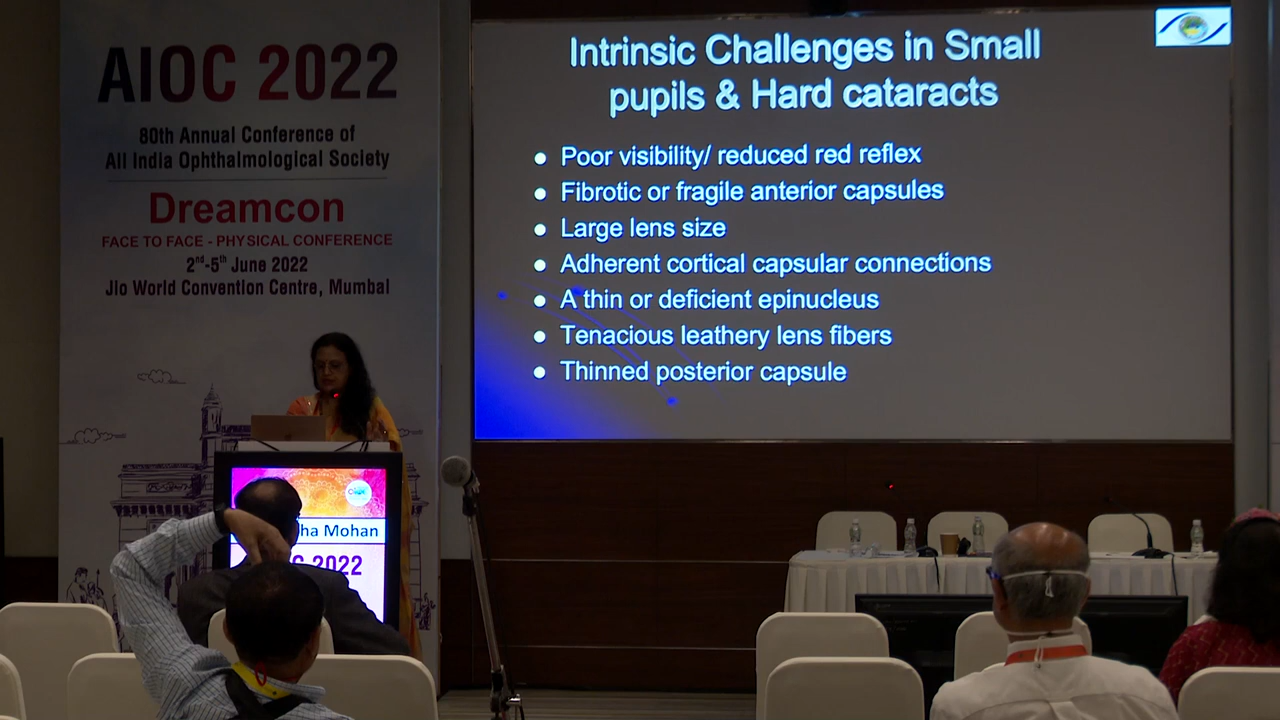 AIOC 2022
80th Annual Conference of
All India Ophthalmological Society
Dreamcon
FACE TO FACE - PHYSICAL CONFERENCE
2nd-5th June 2022
Jio World Convention Centre, Mumbai
Intrinsic Challenges in Small
pupils & Hard cataracts
● Poor visibility/ reduced red reflex
● Fibrotic or fragile anterior capsules
● Large lens size
● Adherent cortical capsular connections
● A thin or deficient epinucleus
● Tenacious leathery lens fibers
● Thinned posterior capsule
Mohan
2022